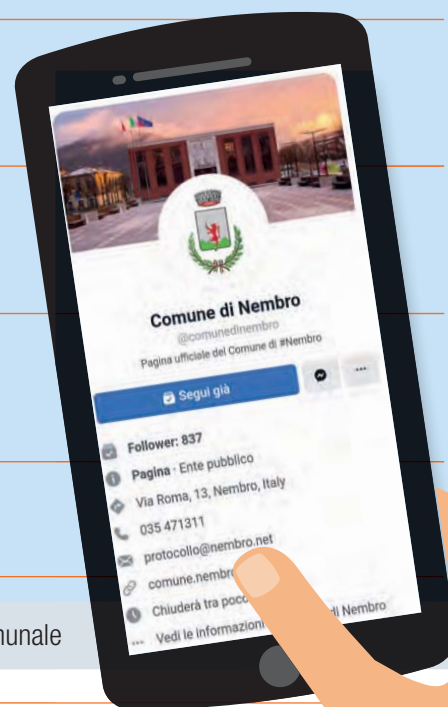 Comune di Nembro
@comunedinembro
Pagina ufficiale del Comune di #Nembro
Segui già
Follower: 837
Pagina · Ente pubblico
Via Roma, 13, Nembro, Italy
035 471311
protocollo@nembro.net
comune.nembro
Chiuderà tra poco
Vedi le informazioni di Nembro
munale